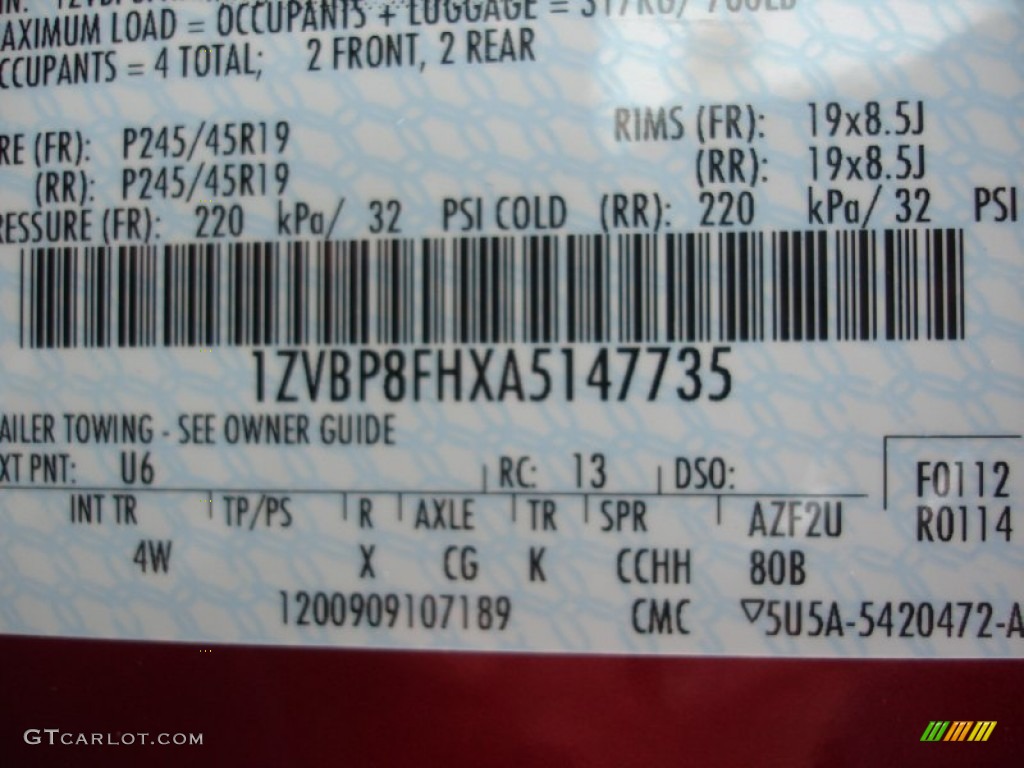 MAXIMUM LOAD = OCCUPANTS + LUGGAGE = 317KG/ 700LB
CCUPANTS = 4 TOTAL; 2 FRONT, 2 REAR
RE (FR): P245/45R19 RIMS (FR): 19x8.5J
(RR): P245/45R19 (RR): 19x8.5J
RESSURE (FR): 220 kPa/ 32 PSI COLD (RR): 220 kPa/ 32 PSI
1ZVBP8FHXA5147735
AILER TOWING - SEE OWNER GUIDE
XT PNT: U6 RC: 13 DSO: F0112
INT TR TP/PS R AXLE TR SPR AZF2U R0114
4W X CG K CCHH 80B
1200909107189 CMC ▽5U5A-5420472-A
GTCARLOT.COM